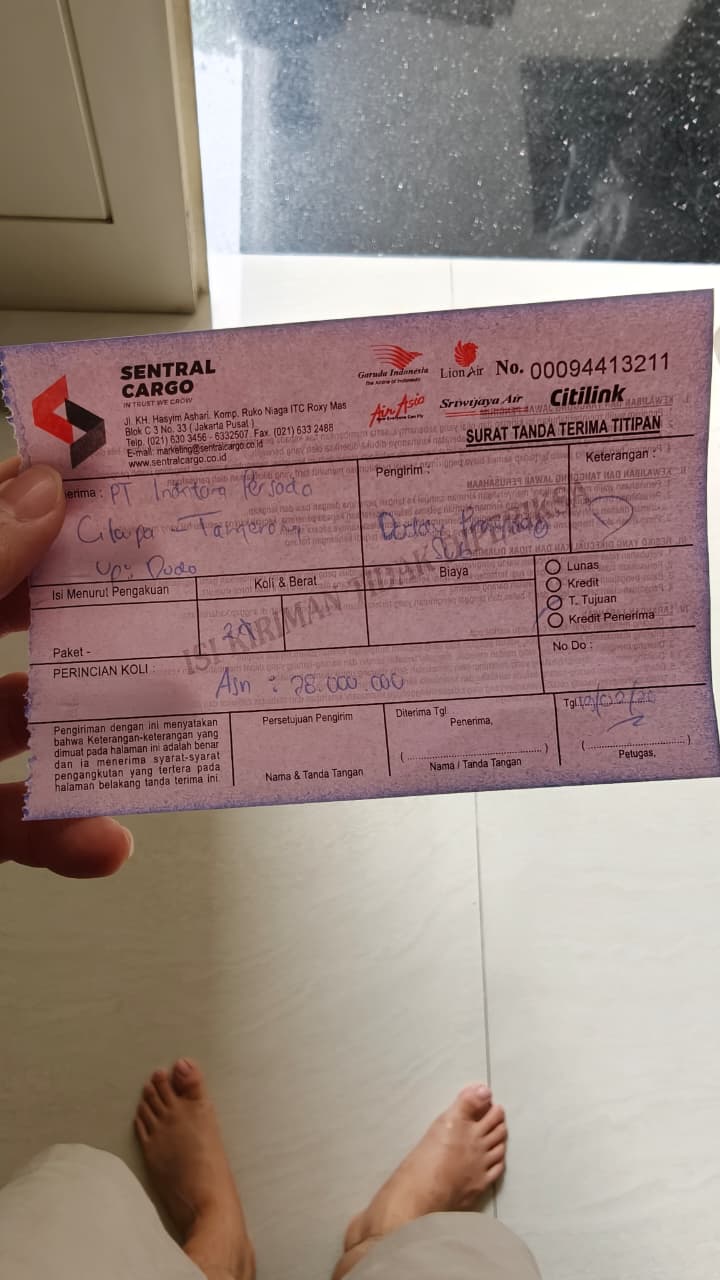 SENTRAL
CARGO
IN TRUST WE GROW
Jl. KH. Hasyim Ashari. Komp. Ruko Niaga ITC Roxy Mas
Blok C 3 No. 33 ( Jakarta Pusat )
Telp. (021) 630 3456 - 6332507 Fax. (021) 633 2488
E-mail: marketing@sentralcargo.co.id
www.sentralcargo.co.id
Garuda Indonesia
The Airline of Indonesia
Lion Air
No. 00094413211
AirAsia
Sriwijaya Air
Citilink
SURAT TANDA TERIMA TITIPAN
erima : PT
Pengirim :
Keterangan :
Up: Dudo
ISI KIRIMAN TIDAK DIPERIKSA
Isi Menurut Pengakuan
Koli & Berat
Biaya
Lunas
Kredit
T. Tujuan
Kredit Penerima
Paket -
PERINCIAN KOLI :
Asn : 28.000.000
No Do :
Pengiriman dengan ini menyatakan
bahwa Keterangan-keterangan yang
dimuat pada halaman ini adalah benar
dan ia menerima syarat-syarat
pengangkutan yang tertera pada
halaman belakang tanda terima ini.
Persetujuan Pengirim
Nama & Tanda Tangan
Diterima Tgl
Penerima,
(........................................)
Nama / Tanda Tangan
Tgl
(..............................)
Petugas,